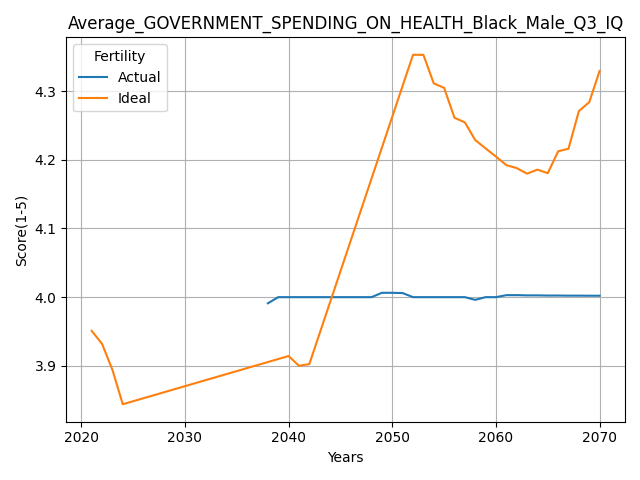 Average_GOVERNMENT_SPENDING_ON_HEALTH_Black_Male_Q3_IQ
Fertility
Actual
Ideal
Score(1-5)
4.3
4.2
4.1
4.0
3.9
2020 2030 2040 2050 2060 2070
Years